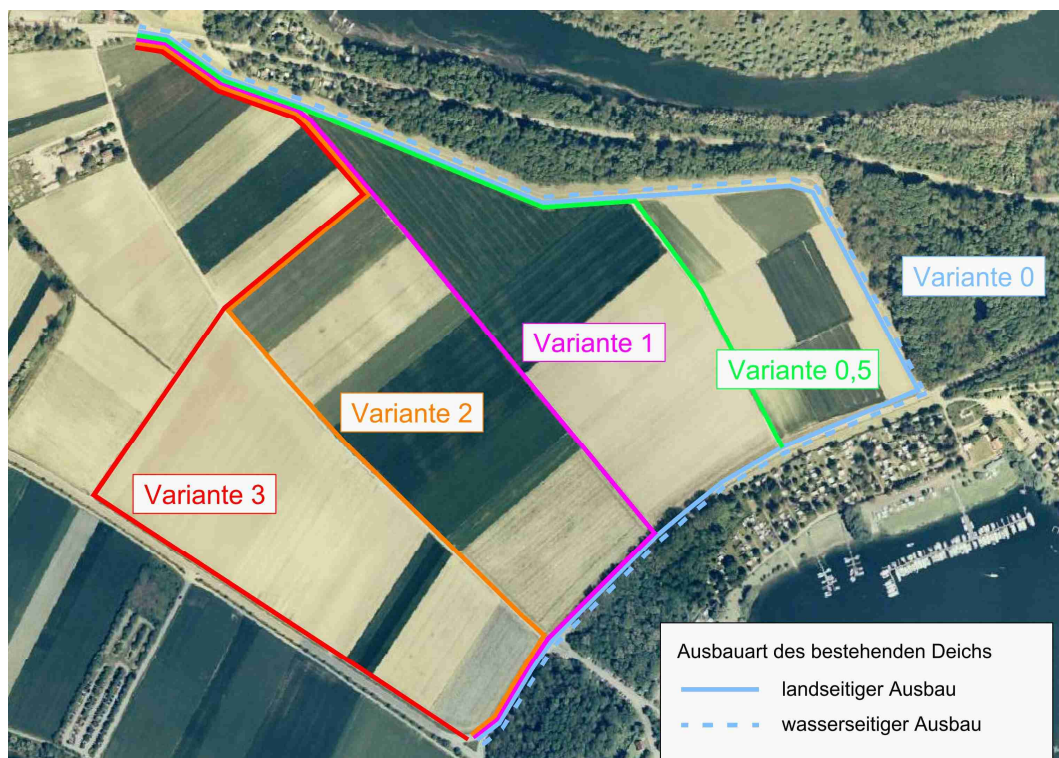 Variante 0
Variante 1
Variante 0,5
Variante 2
Variante 3
Ausbauart des bestehenden Deichs
landseitiger Ausbau
wasserseitiger Ausbau